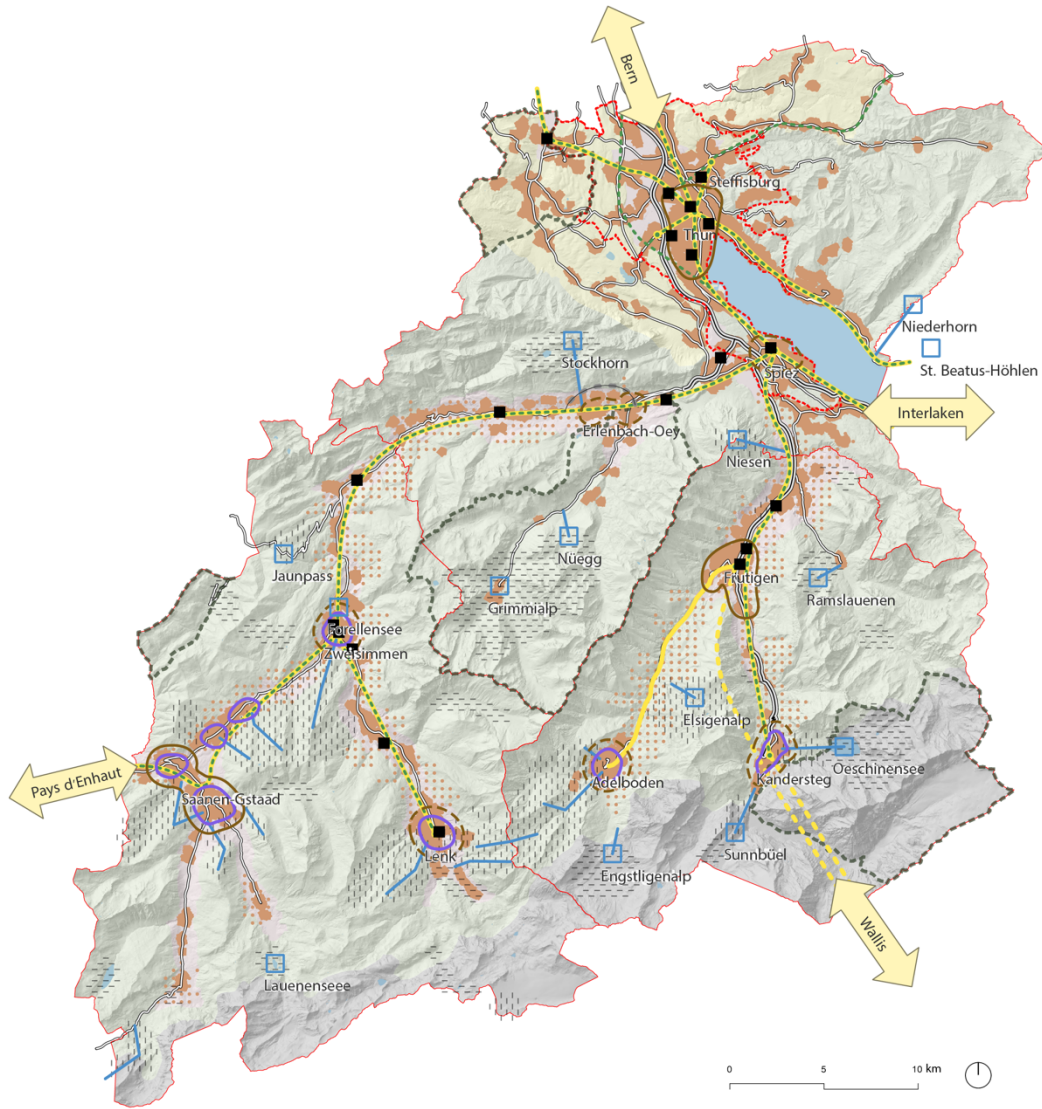 Bern
Steffisburg
Thun
Niederhorn
St. Beatus-Höhlen
Stockhorn
Spiez
Interlaken
Erlenbach-Oey
Niesen
Nüegg
Jaunpass
Frutigen
Grimmialp
Ramslauenen
Forellensee
Zweisimmen
Elsigenalp
Oeschinensee
Pays d'Enhaut
Adelboden
Kandersteg
Saanen-Gstaad
Lenk
Sunnbüel
Engstligenalp
Wallis
Lauenenseee
0 5 10 km